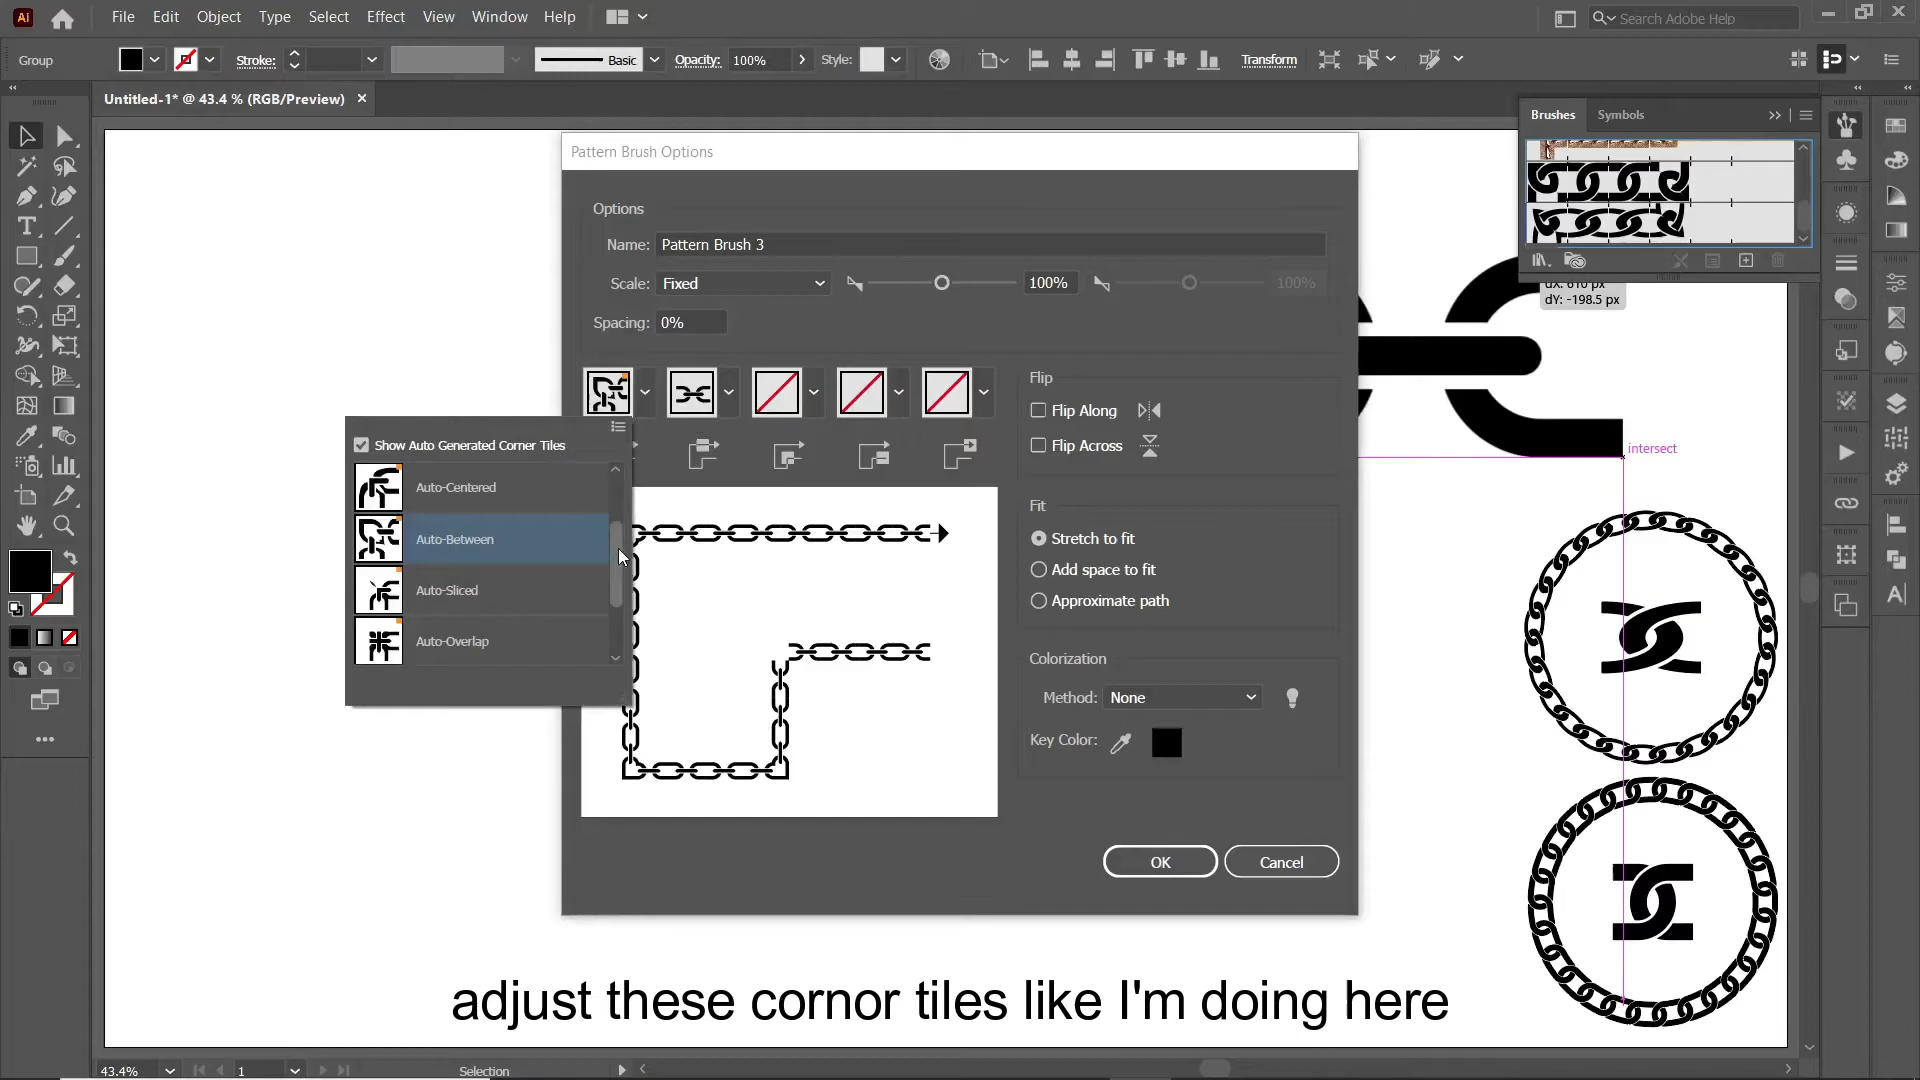 Ai File Edit Object Type Select Effect View Window Help Search Adobe Help
Group Stroke: Basic Opacity: 100% Style: Transform
Untitled-1* @ 43.4 % (RGB/Preview) ×
Brushes Symbols
Pattern Brush Options
Options
Name: Pattern Brush 3
Scale: Fixed 100% 100%
Spacing: 0%
dX: 610 px
dY: -198.5 px
Flip
Flip Along
Flip Across
intersect
Show Auto Generated Corner Tiles
Auto-Centered
Auto-Between
Auto-Sliced
Auto-Overlap
Fit
Stretch to fit
Add space to fit
Approximate path
Colorization
Method: None
Key Color:
OK Cancel
adjust these cornor tiles like I'm doing here
43.4% 1 Selection